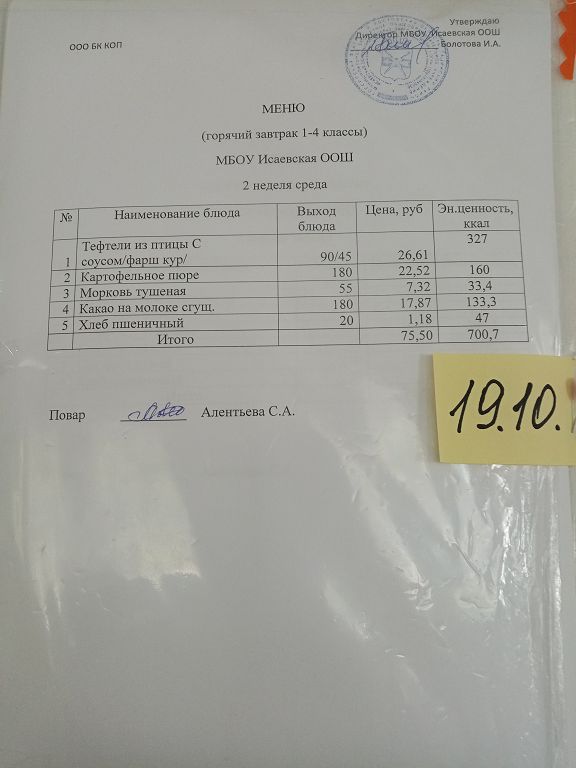 Утверждаю
Директор МБОУ Исаевская ООШ
ООО БК КОП
Болотова И.А.
МЕНЮ
(горячий завтрак 1-4 классы)
МБОУ Исаевская ООШ
2 неделя среда
№ Наименование блюда Выход блюда Цена, руб Эн.ценность, ккал
1 Тефтели из птицы С соусом/фарш кур/ 90/45 26,61 327
2 Картофельное пюре 180 22,52 160
3 Морковь тушеная 55 7,32 33,4
4 Какао на молоке сгущ. 180 17,87 133,3
5 Хлеб пшеничный 20 1,18 47
Итого 75,50 700,7
19.10.
Повар Алентьева С.А.